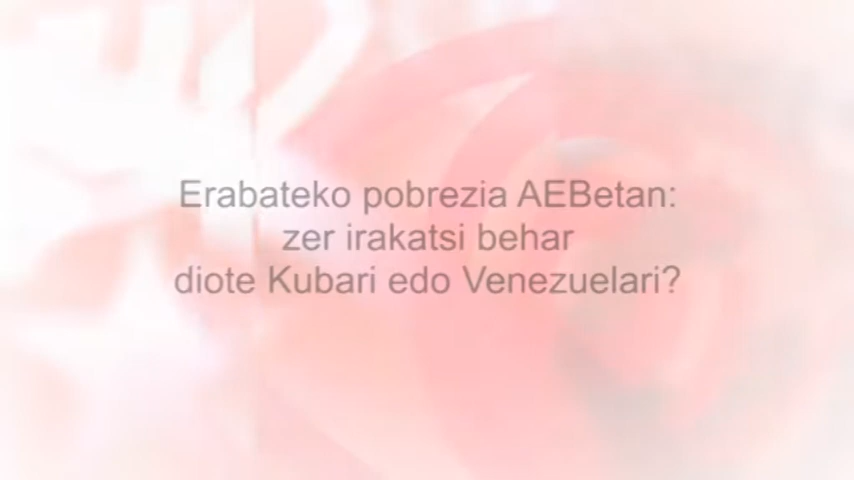 Erabateko pobrezia AEBetan:
zer irakatsi behar
diote Kubari edo Venezuelari?